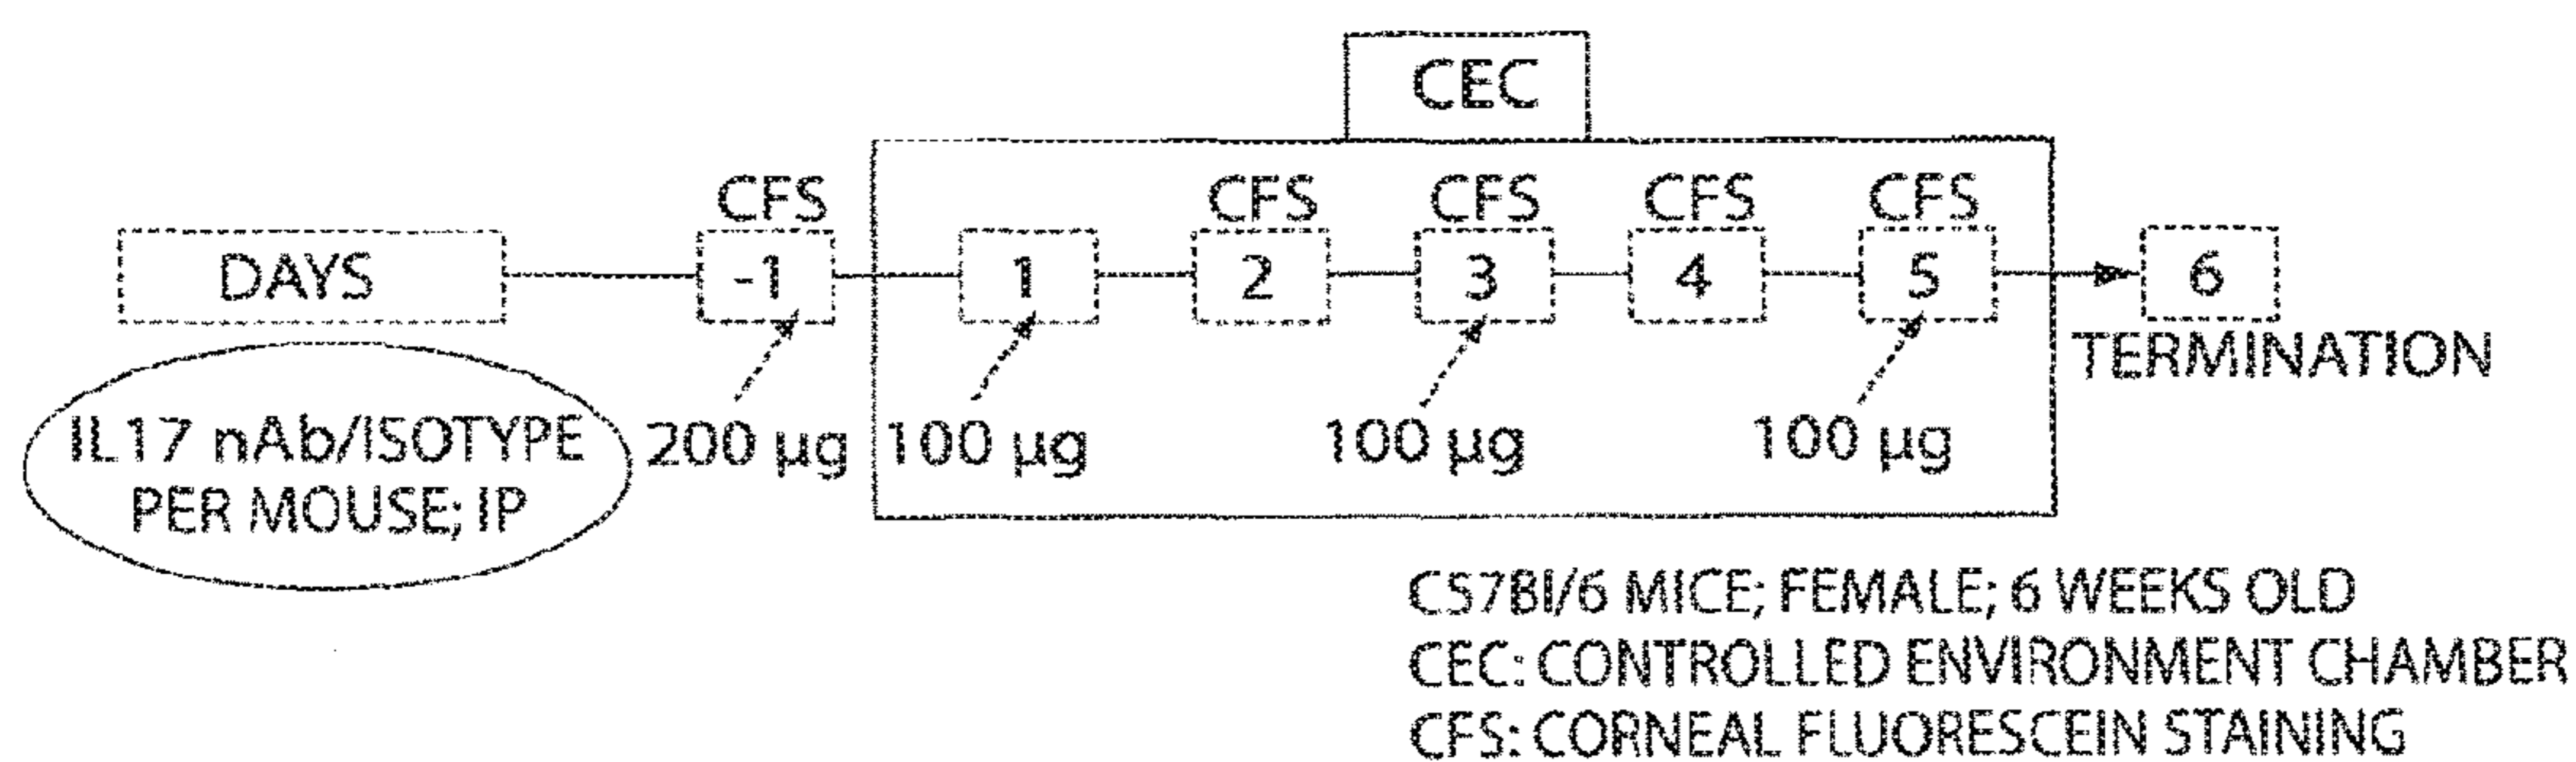 CEC
CFS CFS CFS CFS CFS
DAYS -1 1 2 3 4 5 6
TERMINATION
IL17 nAb/ISOTYPE
PER MOUSE; IP
200 µg 100 µg 100 µg 100 µg
C57Bl/6 MICE; FEMALE; 6 WEEKS OLD
CEC: CONTROLLED ENVIRONMENT CHAMBER
CFS: CORNEAL FLUORESCEIN STAINING